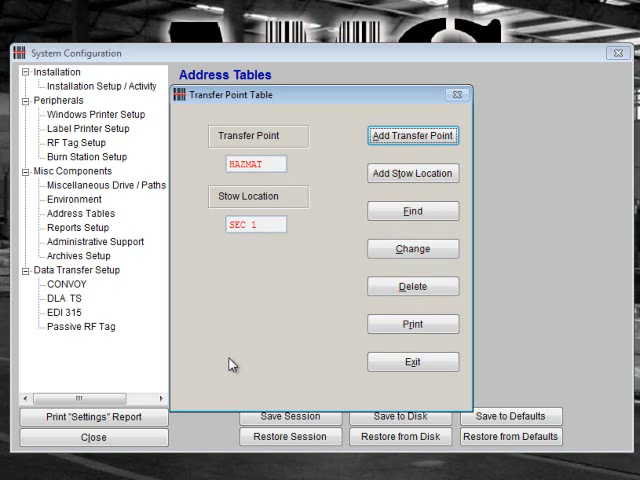 System Configuration
Installation
Installation Setup / Activity
Peripherals
Windows Printer Setup
Label Printer Setup
RF Tag Setup
Burn Station Setup
Misc Components
Miscellaneous Drive / Paths
Environment
Address Tables
Reports Setup
Administrative Support
Archives Setup
Data Transfer Setup
CONVOY
DLA TS
EDI 315
Passive RF Tag
Print "Settings" Report
Close
Address Tables
Transfer Point Table
Transfer Point
HAZMAT
Stow Location
SEC 1
Add Transfer Point
Add Stow Location
Find
Change
Delete
Print
Exit
Save Session
Save to Disk
Save to Defaults
Restore Session
Restore from Disk
Restore from Defaults